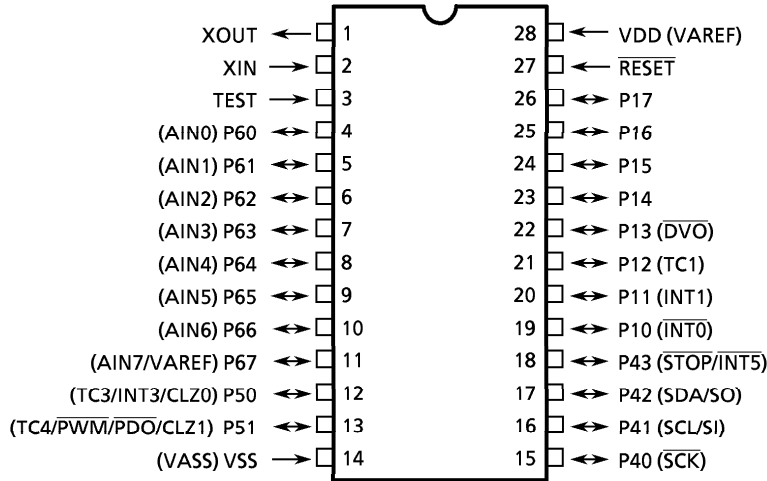 XOUT 1 28 VDD (VAREF)
XIN 2 27 RESET
TEST 3 26 P17
(AIN0) P60 4 25 P16
(AIN1) P61 5 24 P15
(AIN2) P62 6 23 P14
(AIN3) P63 7 22 P13 (DVO)
(AIN4) P64 8 21 P12 (TC1)
(AIN5) P65 9 20 P11 (INT1)
(AIN6) P66 10 19 P10 (INT0)
(AIN7/VAREF) P67 11 18 P43 (STOP/INT5)
(TC3/INT3/CLZ0) P50 12 17 P42 (SDA/SO)
(TC4/PWM/PDO/CLZ1) P51 13 16 P41 (SCL/SI)
(VASS) VSS 14 15 P40 (SCK)